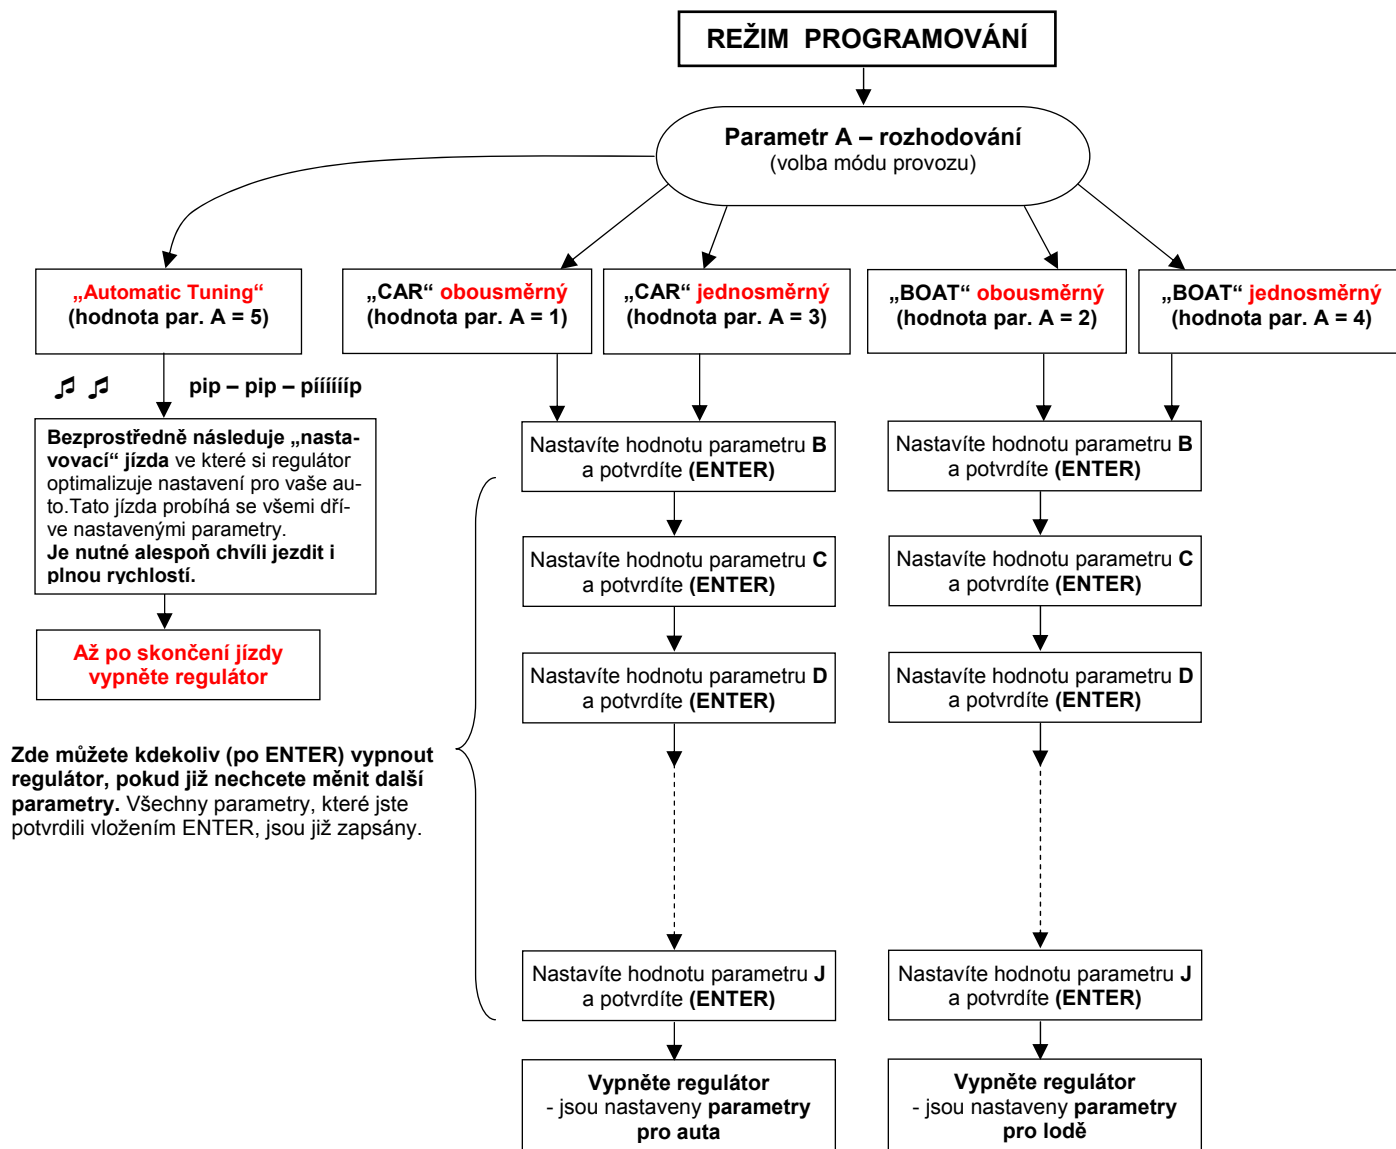 REŽIM PROGRAMOVÁNÍ
Parametr A – rozhodování
(volba módu provozu)
„Automatic Tuning“
(hodnota par. A = 5)
„CAR“ obousměrný
(hodnota par. A = 1)
„CAR“ jednosměrný
(hodnota par. A = 3)
„BOAT“ obousměrný
(hodnota par. A = 2)
„BOAT“ jednosměrný
(hodnota par. A = 4)
pip – pip – pííííííp
Bezprostředně následuje „nasta-
vovací“ jízda ve které si regulátor
optimalizuje nastavení pro vaše au-
to.Tato jízda probíhá se všemi dří-
ve nastavenými parametry.
Je nutné alespoň chvíli jezdit i
plnou rychlostí.
Až po skončení jízdy
vypněte regulátor
Zde můžete kdekoliv (po ENTER) vypnout
regulátor, pokud již nechcete měnit další
parametry. Všechny parametry, které jste
potvrdili vložením ENTER, jsou již zapsány.
Nastavíte hodnotu parametru B
a potvrdíte (ENTER)
Nastavíte hodnotu parametru C
a potvrdíte (ENTER)
Nastavíte hodnotu parametru D
a potvrdíte (ENTER)
Nastavíte hodnotu parametru J
a potvrdíte (ENTER)
Vypněte regulátor
- jsou nastaveny parametry
pro auta
Nastavíte hodnotu parametru B
a potvrdíte (ENTER)
Nastavíte hodnotu parametru C
a potvrdíte (ENTER)
Nastavíte hodnotu parametru D
a potvrdíte (ENTER)
Nastavíte hodnotu parametru J
a potvrdíte (ENTER)
Vypněte regulátor
- jsou nastaveny parametry
pro lodě